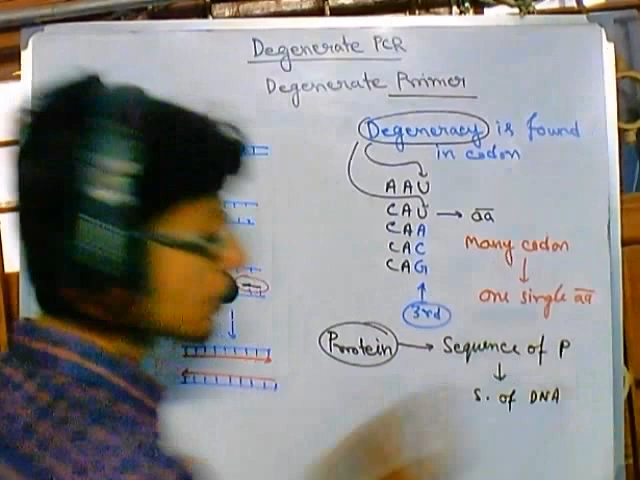 Degenerate PCR
Degenerate Primer
Degeneracy is found
in codon
AAU
CAU → aa
CAA
CAC
CAG
Many codon
↓
one single aa
3rd
Protein → Sequence of P
↓
S. of DNA